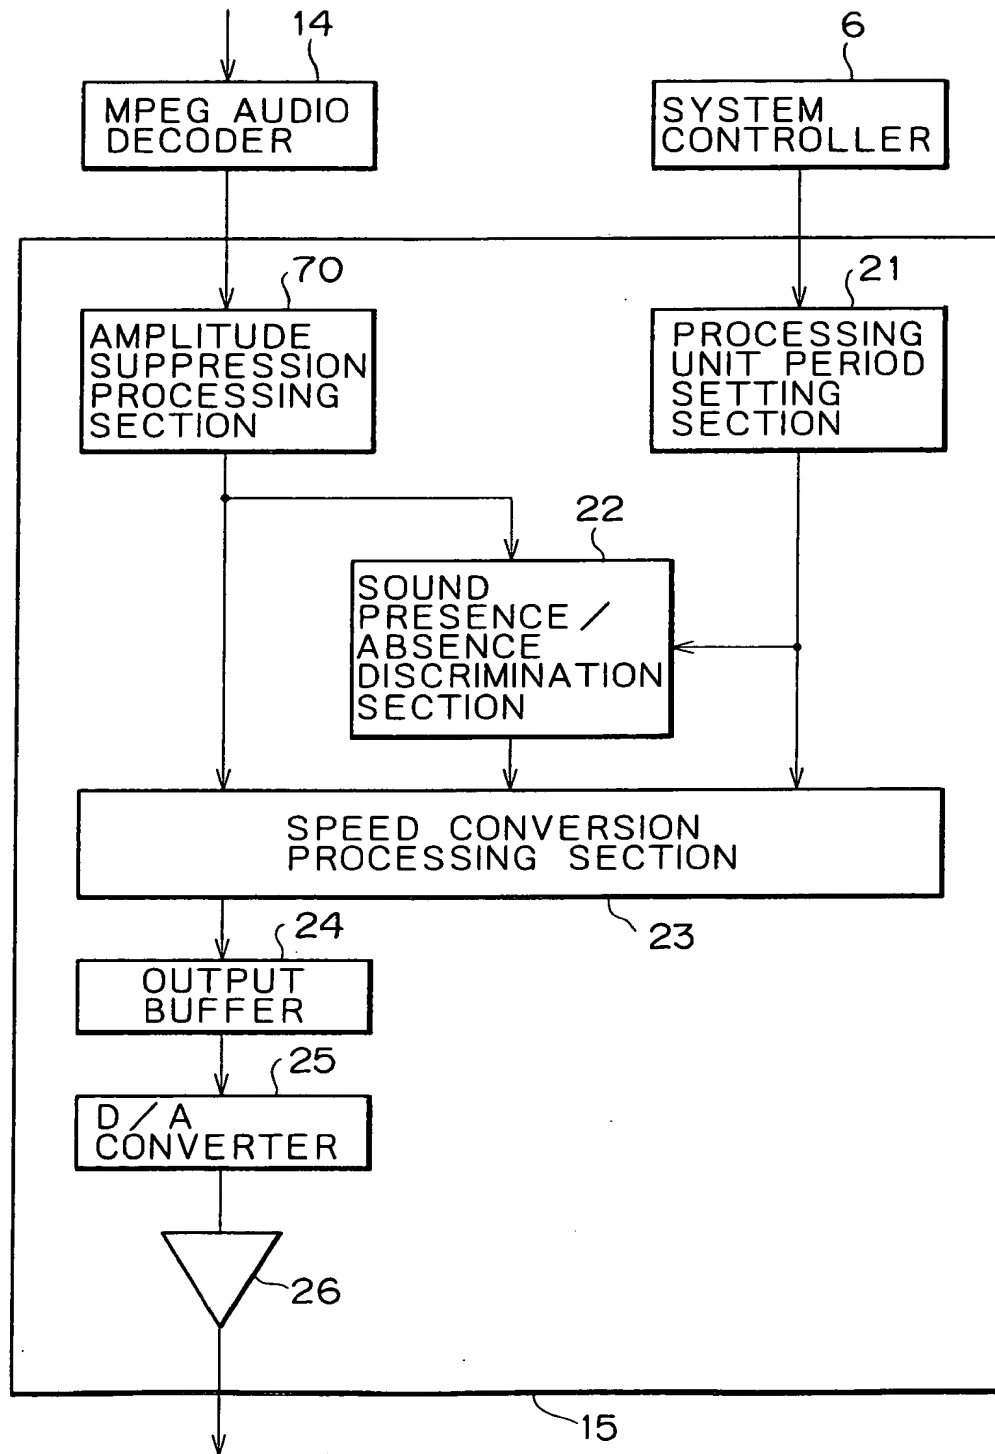 14
6
MPEG AUDIO
DECODER
SYSTEM
CONTROLLER
70
21
AMPLITUDE
SUPPRESSION
PROCESSING
SECTION
PROCESSING
UNIT PERIOD
SETTING
SECTION
22
SOUND
PRESENCE/
ABSENCE
DISCRIMINATION
SECTION
SPEED CONVERSION
PROCESSING SECTION
23
24
OUTPUT
BUFFER
25
D/A
CONVERTER
26
15